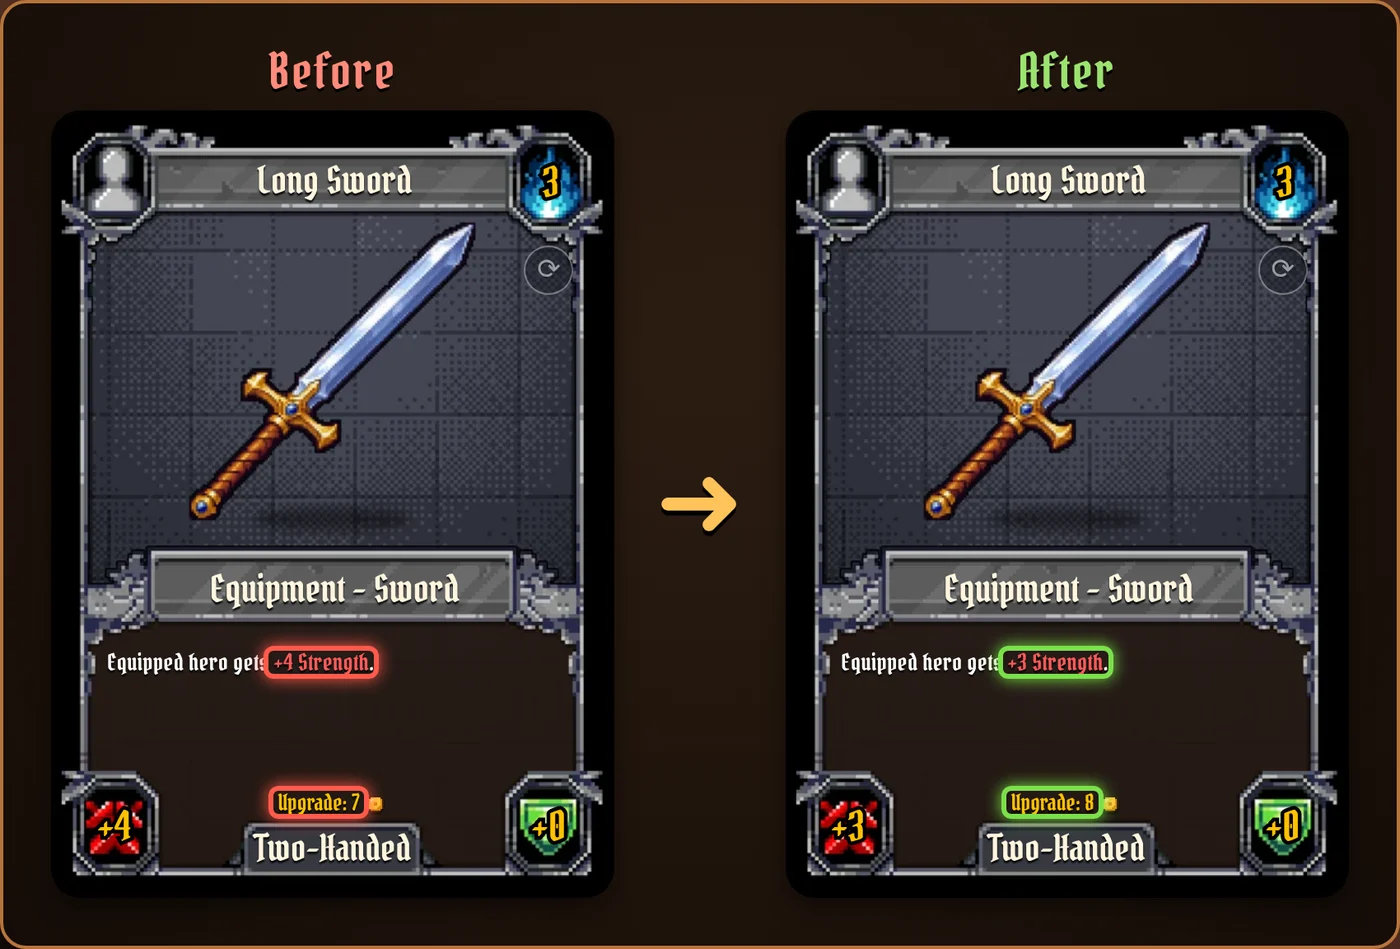 Before
After
Long Sword
3
Equipment - Sword
Equipped hero gets +4 Strength.
Upgrade: 7
+4
Two-Handed
+0
Long Sword
3
Equipment - Sword
Equipped hero gets +3 Strength.
Upgrade: 8
+3
Two-Handed
+0